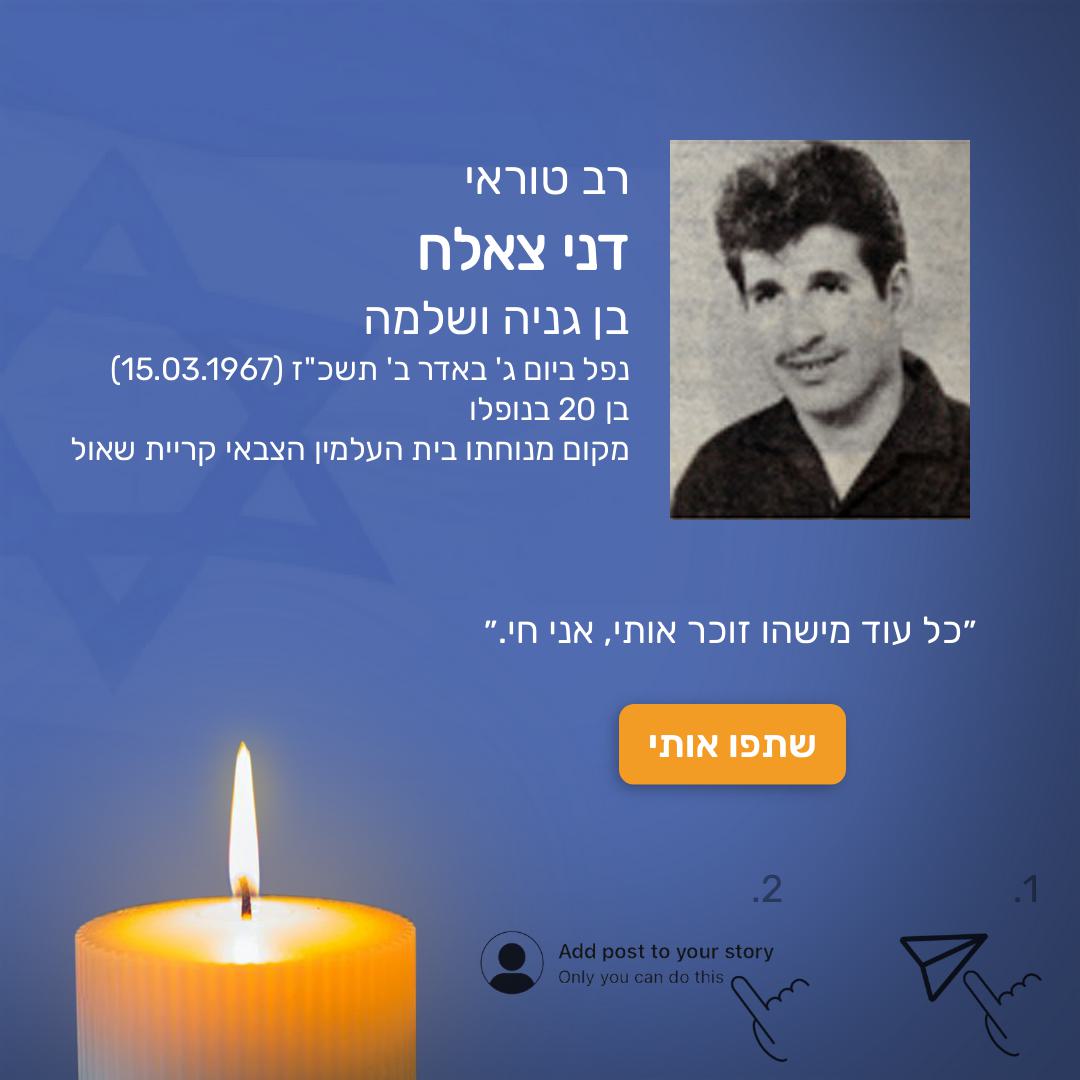 רב טוראי
דני צאלח
בן גניה ושלמה
נפל ביום ג' באדר ב' תשכ"ז (15.03.1967)
בן 20 בנופלו
מקום מנוחתו בית העלמין הצבאי קריית שאול
״כל עוד מישהו זוכר אותי, אני חי.״
שתפו אותי
1.
2.
Add post to your story
Only you can do this